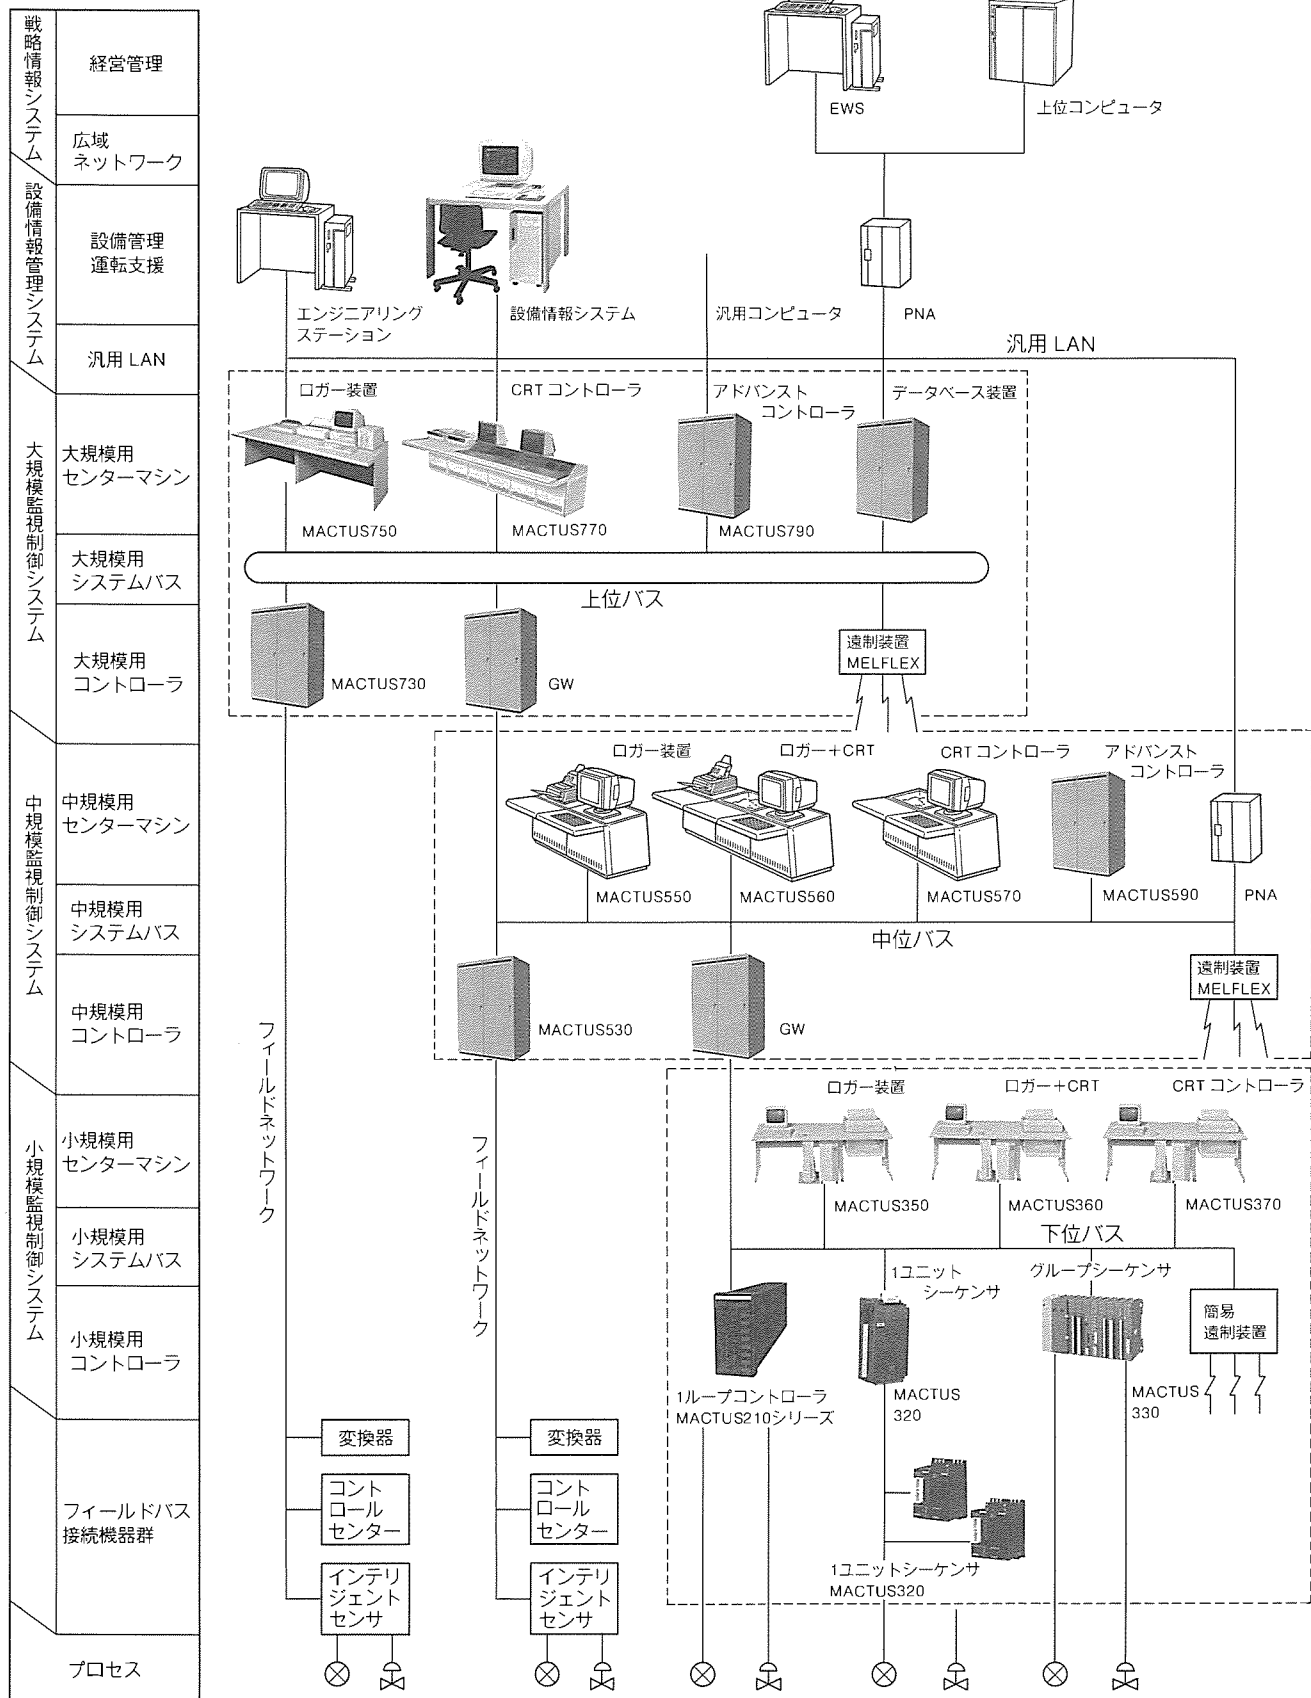 戦略情報システム
経営管理
広域
ネットワーク
設備情報管理システム
設備管理
運転支援
汎用 LAN
大規模監視制御システム
大規模用
センターマシン
大規模用
システムバス
大規模用
コントローラ
中規模監視制御システム
中規模用
センターマシン
中規模用
システムバス
中規模用
コントローラ
小規模監視制御システム
小規模用
センターマシン
小規模用
システムバス
小規模用
コントローラ
フィールドバス
接続機器群
プロセス
EWS
上位コンピュータ
エンジニアリング
ステーション
設備情報システム
汎用コンピュータ
PNA
汎用 LAN
ロガー装置
CRT コントローラ
アドバンスト
コントローラ
データベース装置
MACTUS750
MACTUS770
MACTUS790
上位バス
MACTUS730
GW
遠制装置
MELFLEX
ロガー装置
ロガー+CRT
CRT コントローラ
アドバンスト
コントローラ
MACTUS550
MACTUS560
MACTUS570
MACTUS590
PNA
中位バス
MACTUS530
GW
遠制装置
MELFLEX
フィールドネットワーク
フィールドネットワーク
ロガー装置
ロガー+CRT
CRT コントローラ
MACTUS350
MACTUS360
MACTUS370
下位バス
1ユニット
シーケンサ
グループシーケンサ
簡易
遠制装置
1ループコントローラ
MACTUS210シリーズ
MACTUS
320
MACTUS
330
1ユニットシーケンサ
MACTUS320
変換器
コント
ロール
センター
インテリ
ジェント
センサ
変換器
コント
ロール
センター
インテリ
ジェント
センサ